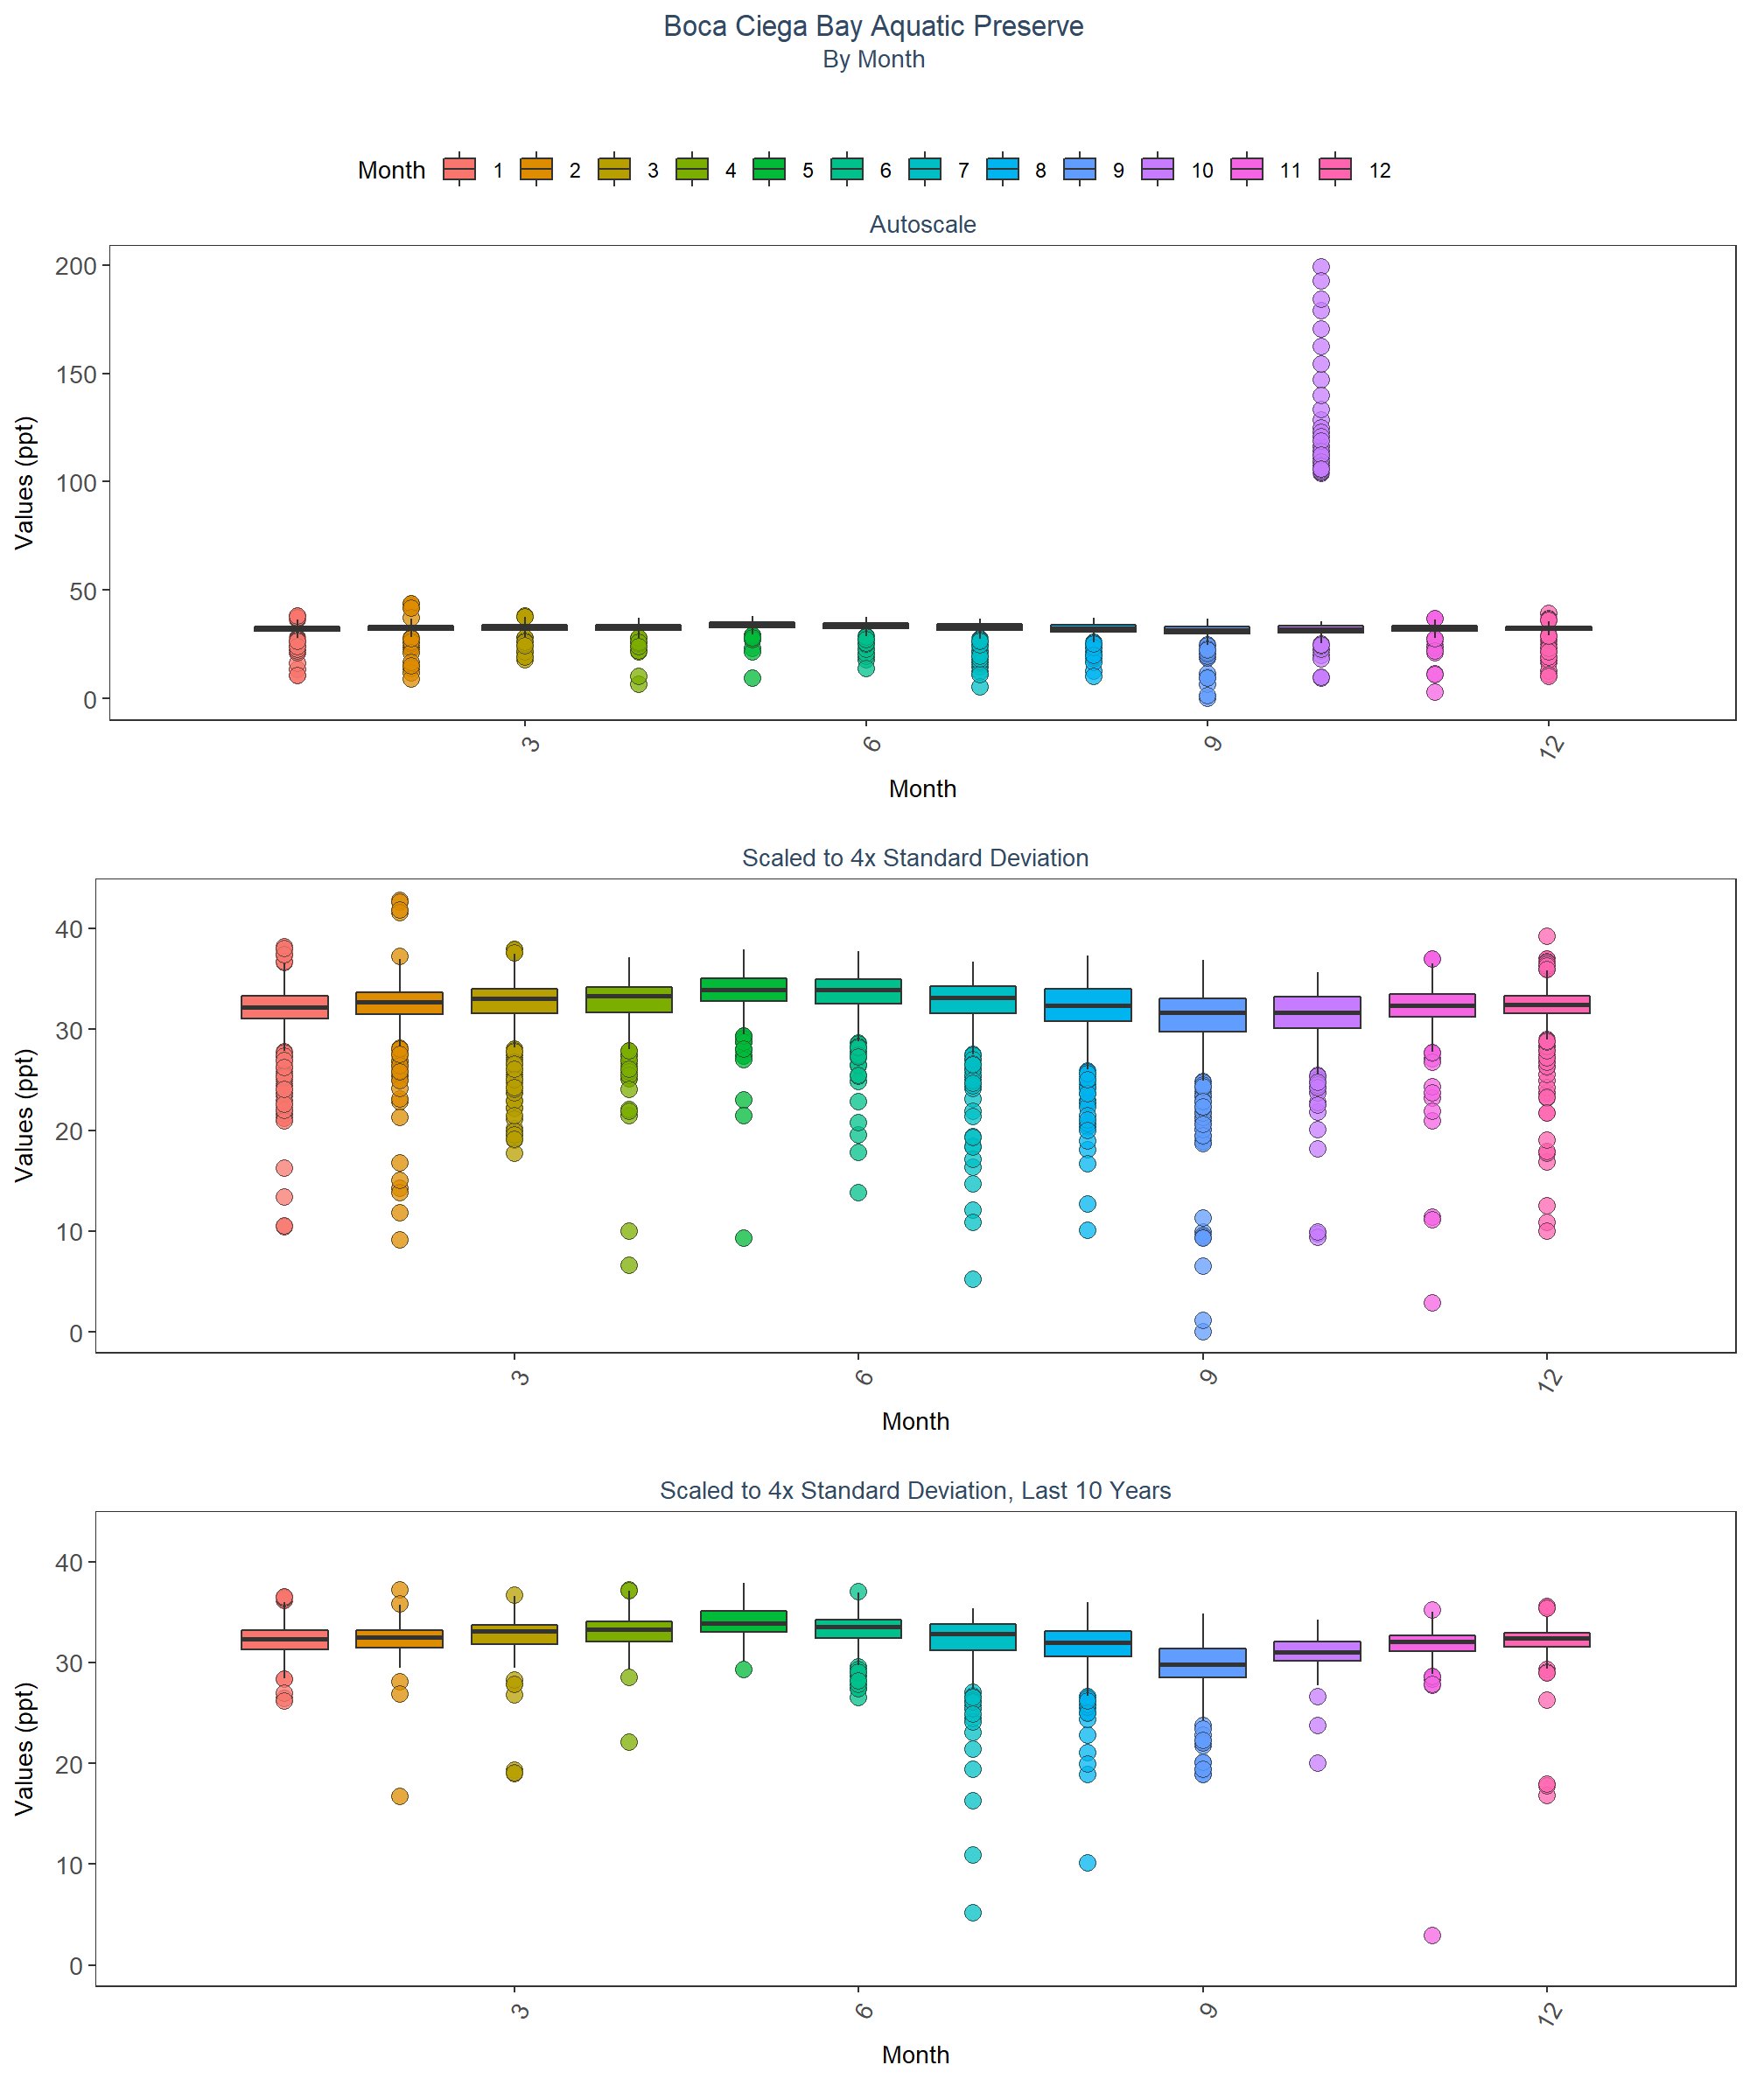 Boca Ciega Bay Aquatic Preserve
By Month
Month 1 2 3 4 5 6 7 8 9 10 11 12
Autoscale
200
150
100
50
0
Values (ppt)
3 6 9 12
Month
Scaled to 4x Standard Deviation
40
30
20
10
0
Values (ppt)
3 6 9 12
Month
Scaled to 4x Standard Deviation, Last 10 Years
40
30
20
10
0
Values (ppt)
3 6 9 12
Month